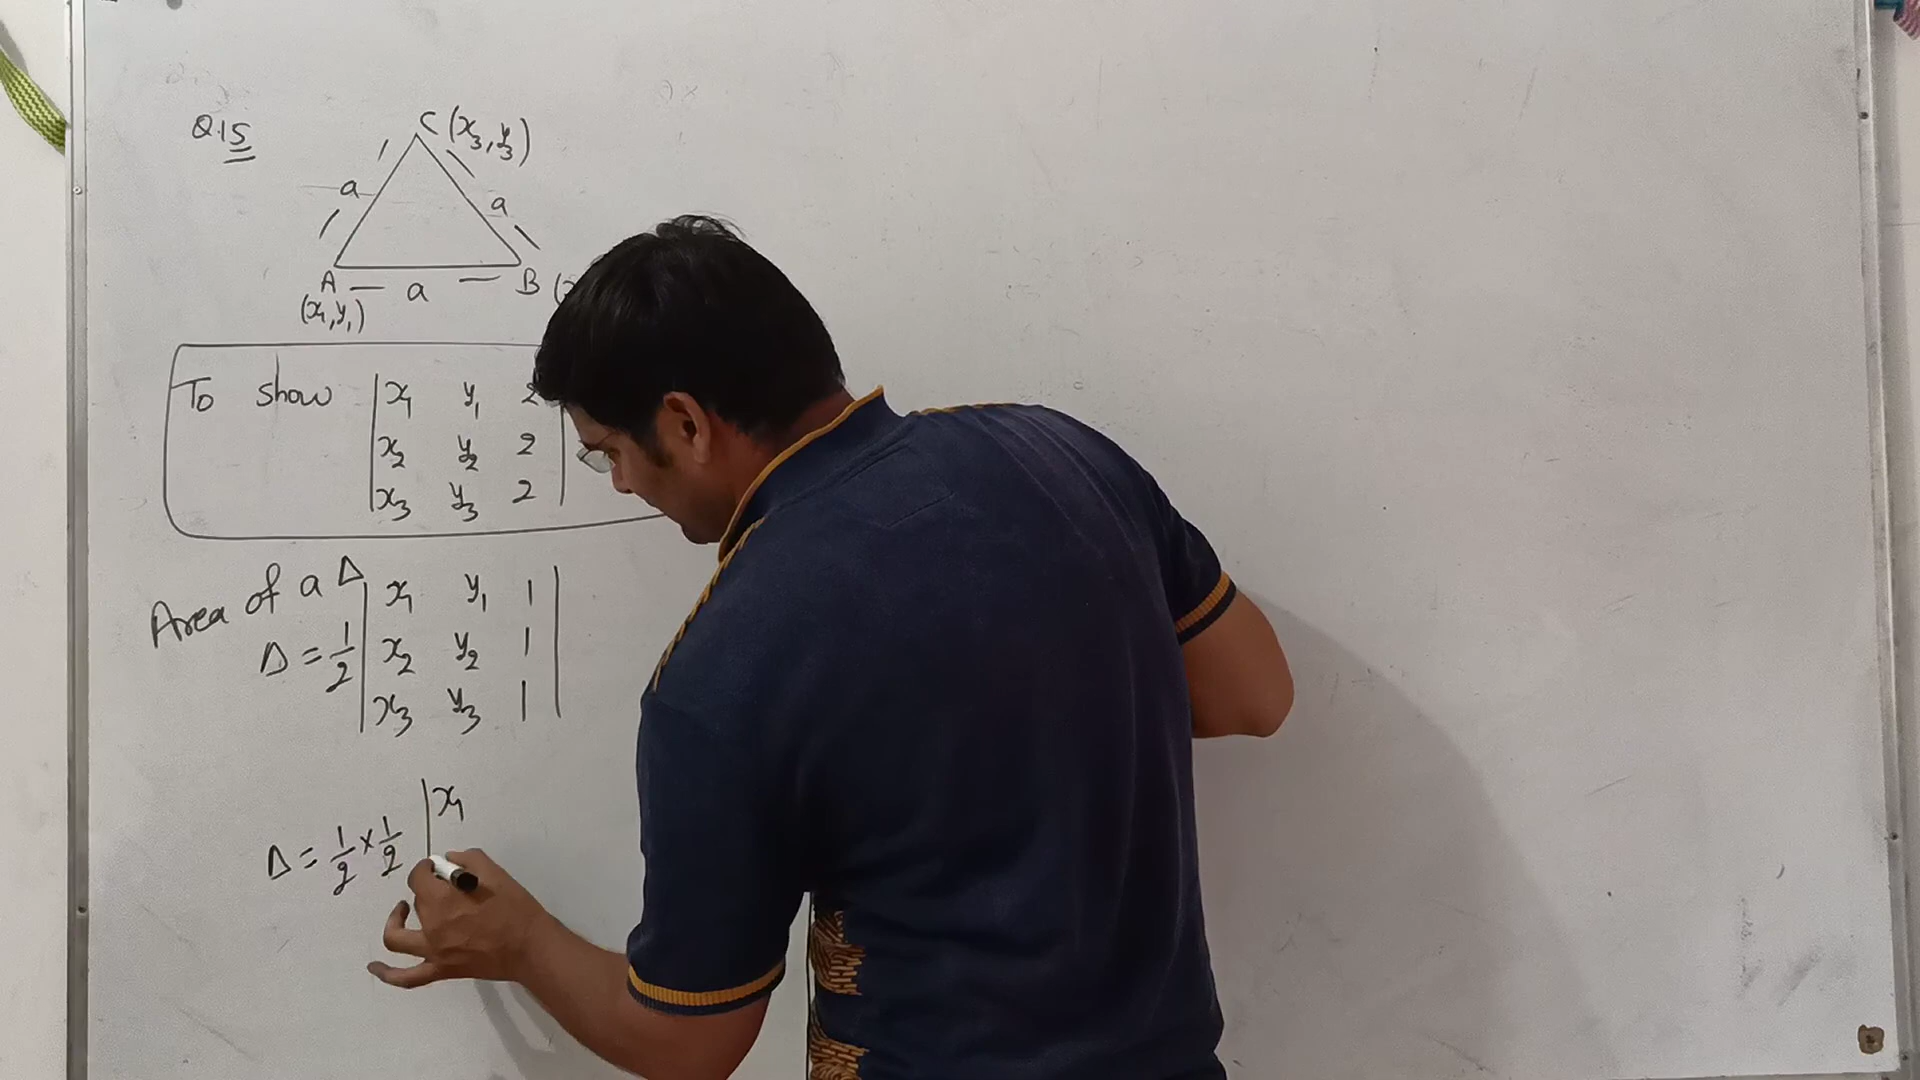 Q.15
C (x₃, y₃)
a
a
A
a
B (
(x₁, y₁)
To show | x₁ y₁ 2
x₂ y₂ 2
x₃ y₃ 2 |
Area of a Δ
Δ = 1/2 | x₁ y₁ 1 |
x₂ y₂ 1
x₃ y₃ 1
Δ = 1/2 × 1/2 | x₁